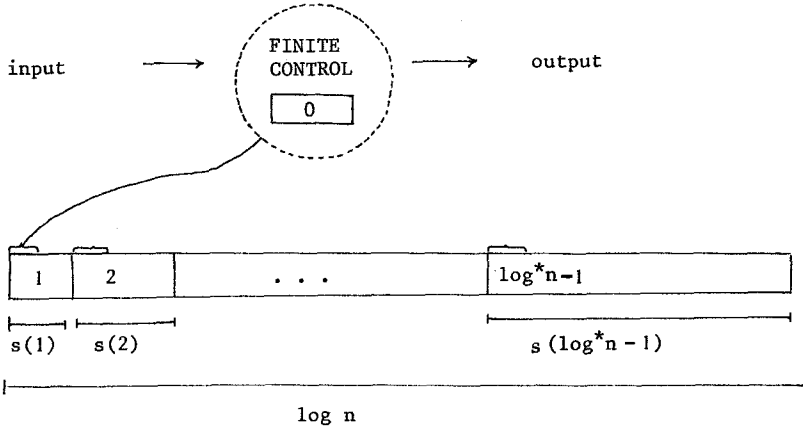 FINITE
CONTROL
input → → output
0
1 2 . . . log*n-1
s(1) s(2) s(log*n - 1)
log n